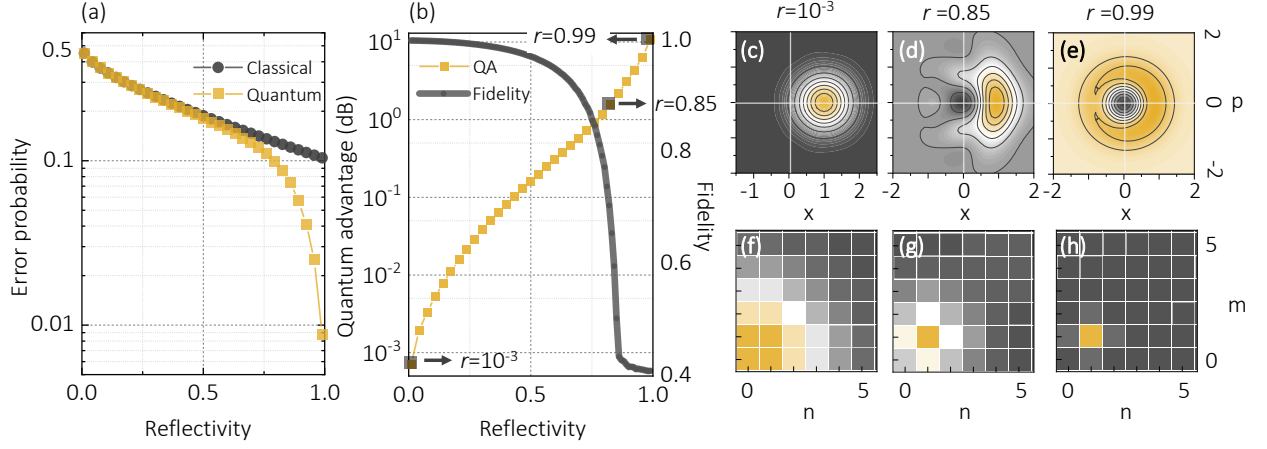 (a)
Error probability
0.5
0.1
0.01
Classical
Quantum
0.0
0.5
1.0
Reflectivity
(b)
Quantum advantage (dB)
10¹
10⁰
10⁻¹
10⁻²
10⁻³
QA
Fidelity
r=0.99
r=0.85
r=10⁻³
1.0
0.8
0.6
0.4
Fidelity
0.0
0.5
1.0
Reflectivity
r=10⁻³
r =0.85
r =0.99
(c)
(d)
(e)
2
0
-2
p
-1 0 1 2
x
-2 0 2
x
-2 0 2
x
(f)
(g)
(h)
5
0
m
0 5
n
0 5
n
0 5
n